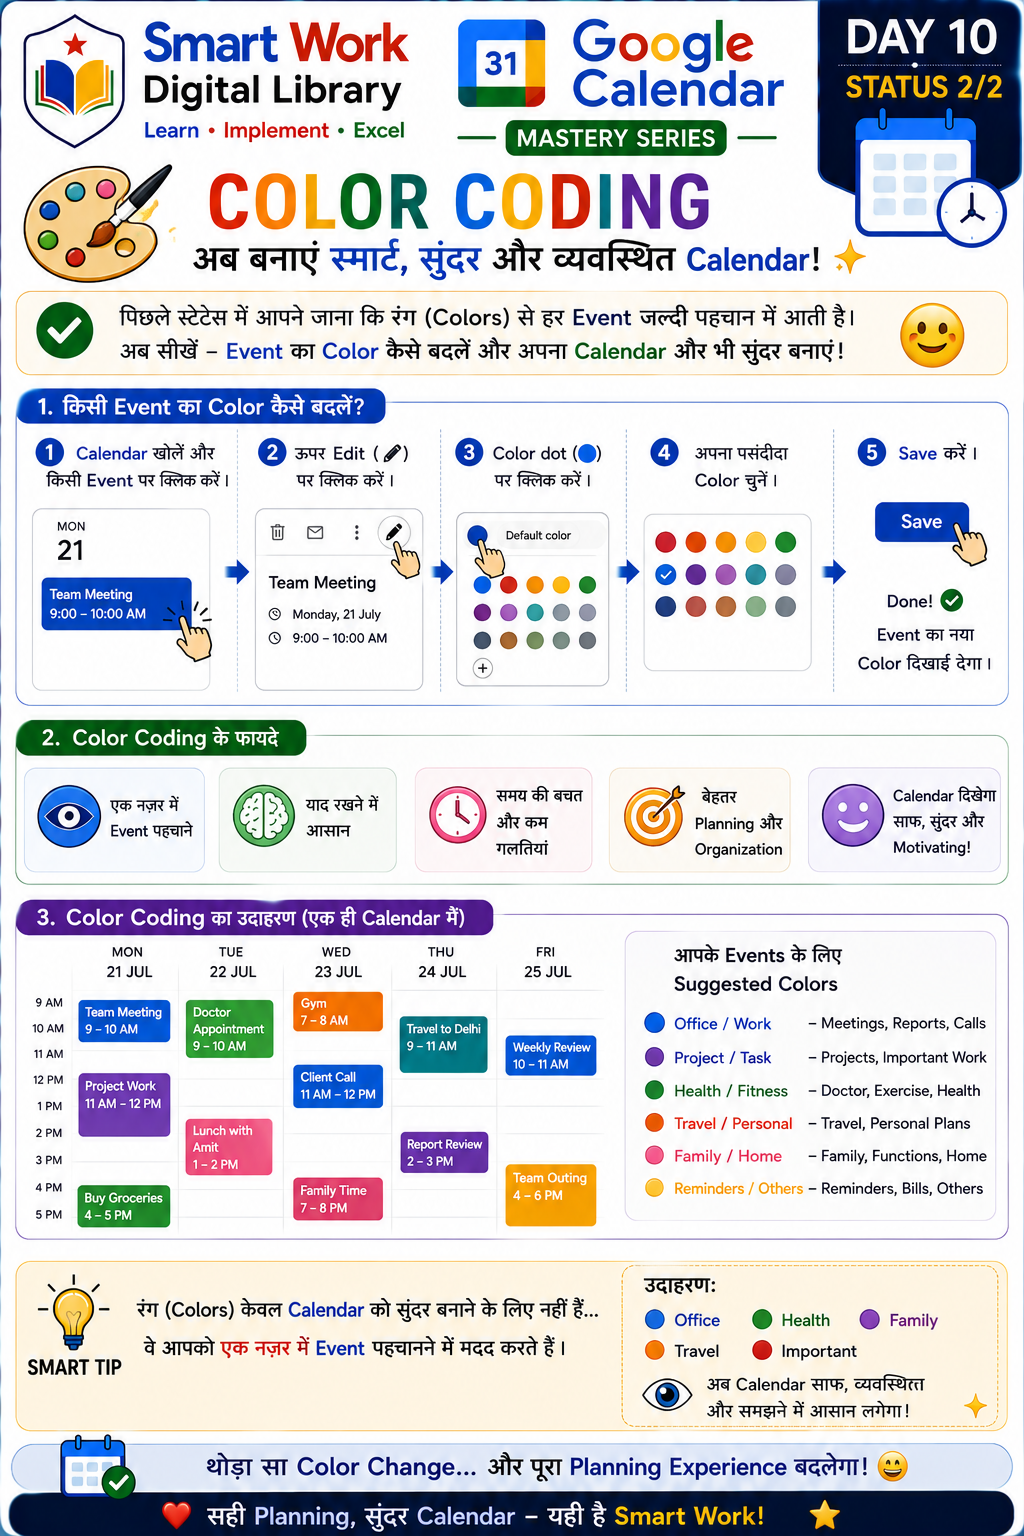 Smart Work
Digital Library
Learn • Implement • Excel
31
Google
Calendar
MASTERY SERIES
DAY 10
STATUS 2/2
COLOR CODING
अब बनाएं स्मार्ट, सुंदर और व्यवस्थित Calendar!
पिछले स्टेटस में आपने जाना कि रंग (Colors) से हर Event जल्दी पहचान में आती है।
अब सीखें – Event का Color कैसे बदलें और अपना Calendar और भी सुंदर बनाएं!
1. किसी Event का Color कैसे बदलें?
1 Calendar खोलें और
किसी Event पर क्लिक करें।
MON
21
Team Meeting
9:00 – 10:00 AM
2 ऊपर Edit ( )
पर क्लिक करें।
Team Meeting
Monday, 21 July
9:00 – 10:00 AM
3 Color dot ( )
पर क्लिक करें।
Default color
4 अपना पसंदीदा
Color चुनें।
5 Save करें।
Save
Done!
Event का नया
Color दिखाई देगा।
2. Color Coding के फायदे
एक नज़र में
Event पहचाने
याद रखने में
आसान
समय की बचत
और कम
गलतियां
बेहतर
Planning और
Organization
Calendar दिखेगा
साफ, सुंदर और
Motivating!
3. Color Coding का उदाहरण (एक ही Calendar मैं)
MON TUE WED THU FRI
21 JUL 22 JUL 23 JUL 24 JUL 25 JUL
9 AM
10 AM
11 AM
12 PM
1 PM
2 PM
3 PM
4 PM
5 PM
Team Meeting
9 – 10 AM
Project Work
11 AM – 12 PM
Buy Groceries
4 – 5 PM
Doctor
Appointment
9 – 10 AM
Lunch with
Amit
1 – 2 PM
Gym
7 – 8 AM
Client Call
11 AM – 12 PM
Family Time
7 – 8 PM
Travel to Delhi
9 – 11 AM
Report Review
2 – 3 PM
Weekly Review
10 – 11 AM
Team Outing
4 – 6 PM
आपके Events के लिए
Suggested Colors
Office / Work – Meetings, Reports, Calls
Project / Task – Projects, Important Work
Health / Fitness – Doctor, Exercise, Health
Travel / Personal – Travel, Personal Plans
Family / Home – Family, Functions, Home
Reminders / Others – Reminders, Bills, Others
SMART TIP
रंग (Colors) केवल Calendar को सुंदर बनाने के लिए नहीं हैं...
वे आपको एक नज़र में Event पहचानने में मदद करते हैं।
उदाहरण:
Office Health Family
Travel Important
अब Calendar साफ, व्यवस्थित
और समझने में आसान लगेगा!
थोड़ा सा Color Change... और पूरा Planning Experience बदलेगा!
सही Planning, सुंदर Calendar – यही है Smart Work!